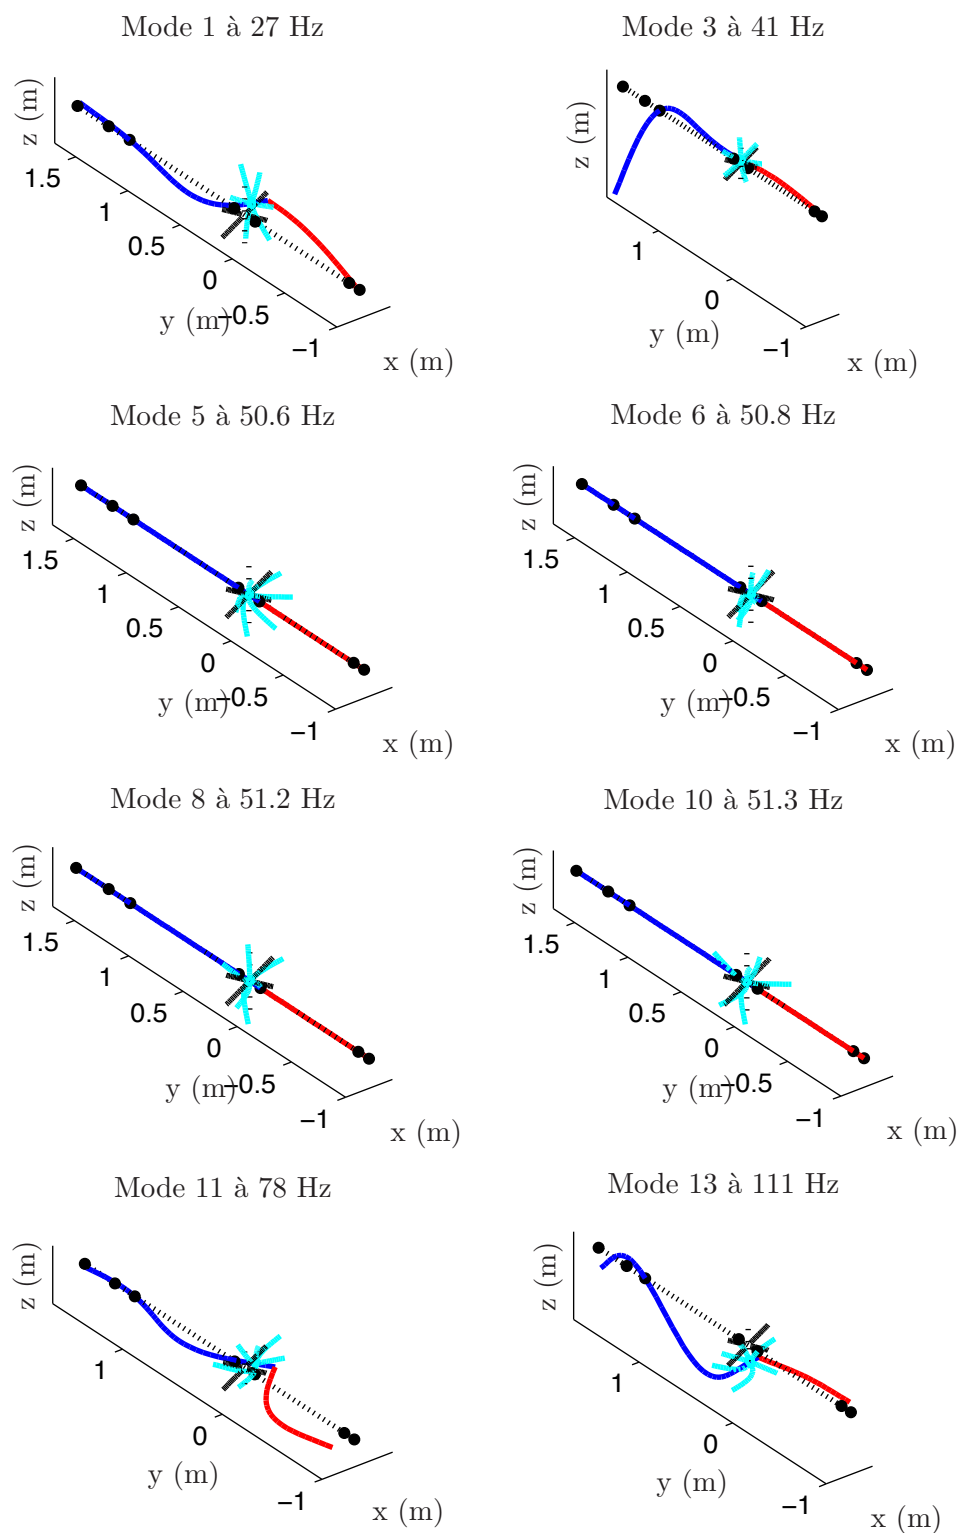 Mode 1 à 27 Hz
z (m)
1.5
1
0.5
0
−0.5
−1
y (m)
x (m)
Mode 3 à 41 Hz
z (m)
1
0
−1
y (m)
x (m)
Mode 5 à 50.6 Hz
z (m)
1.5
1
0.5
0
−0.5
−1
y (m)
x (m)
Mode 6 à 50.8 Hz
z (m)
1.5
1
0.5
0
−0.5
−1
y (m)
x (m)
Mode 8 à 51.2 Hz
z (m)
1.5
1
0.5
0
−0.5
−1
y (m)
x (m)
Mode 10 à 51.3 Hz
z (m)
1.5
1
0.5
0
−0.5
−1
y (m)
x (m)
Mode 11 à 78 Hz
z (m)
1
0
−1
y (m)
x (m)
Mode 13 à 111 Hz
z (m)
1
0
−1
y (m)
x (m)